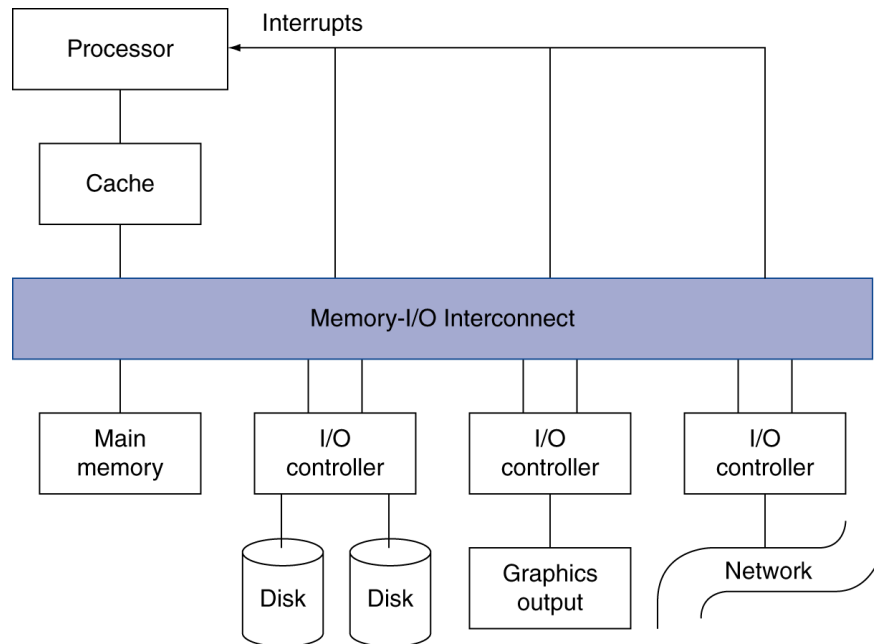 Interrupts
Processor
Cache
Memory-I/O Interconnect
Main
memory
I/O
controller
I/O
controller
I/O
controller
Disk
Disk
Graphics
output
Network